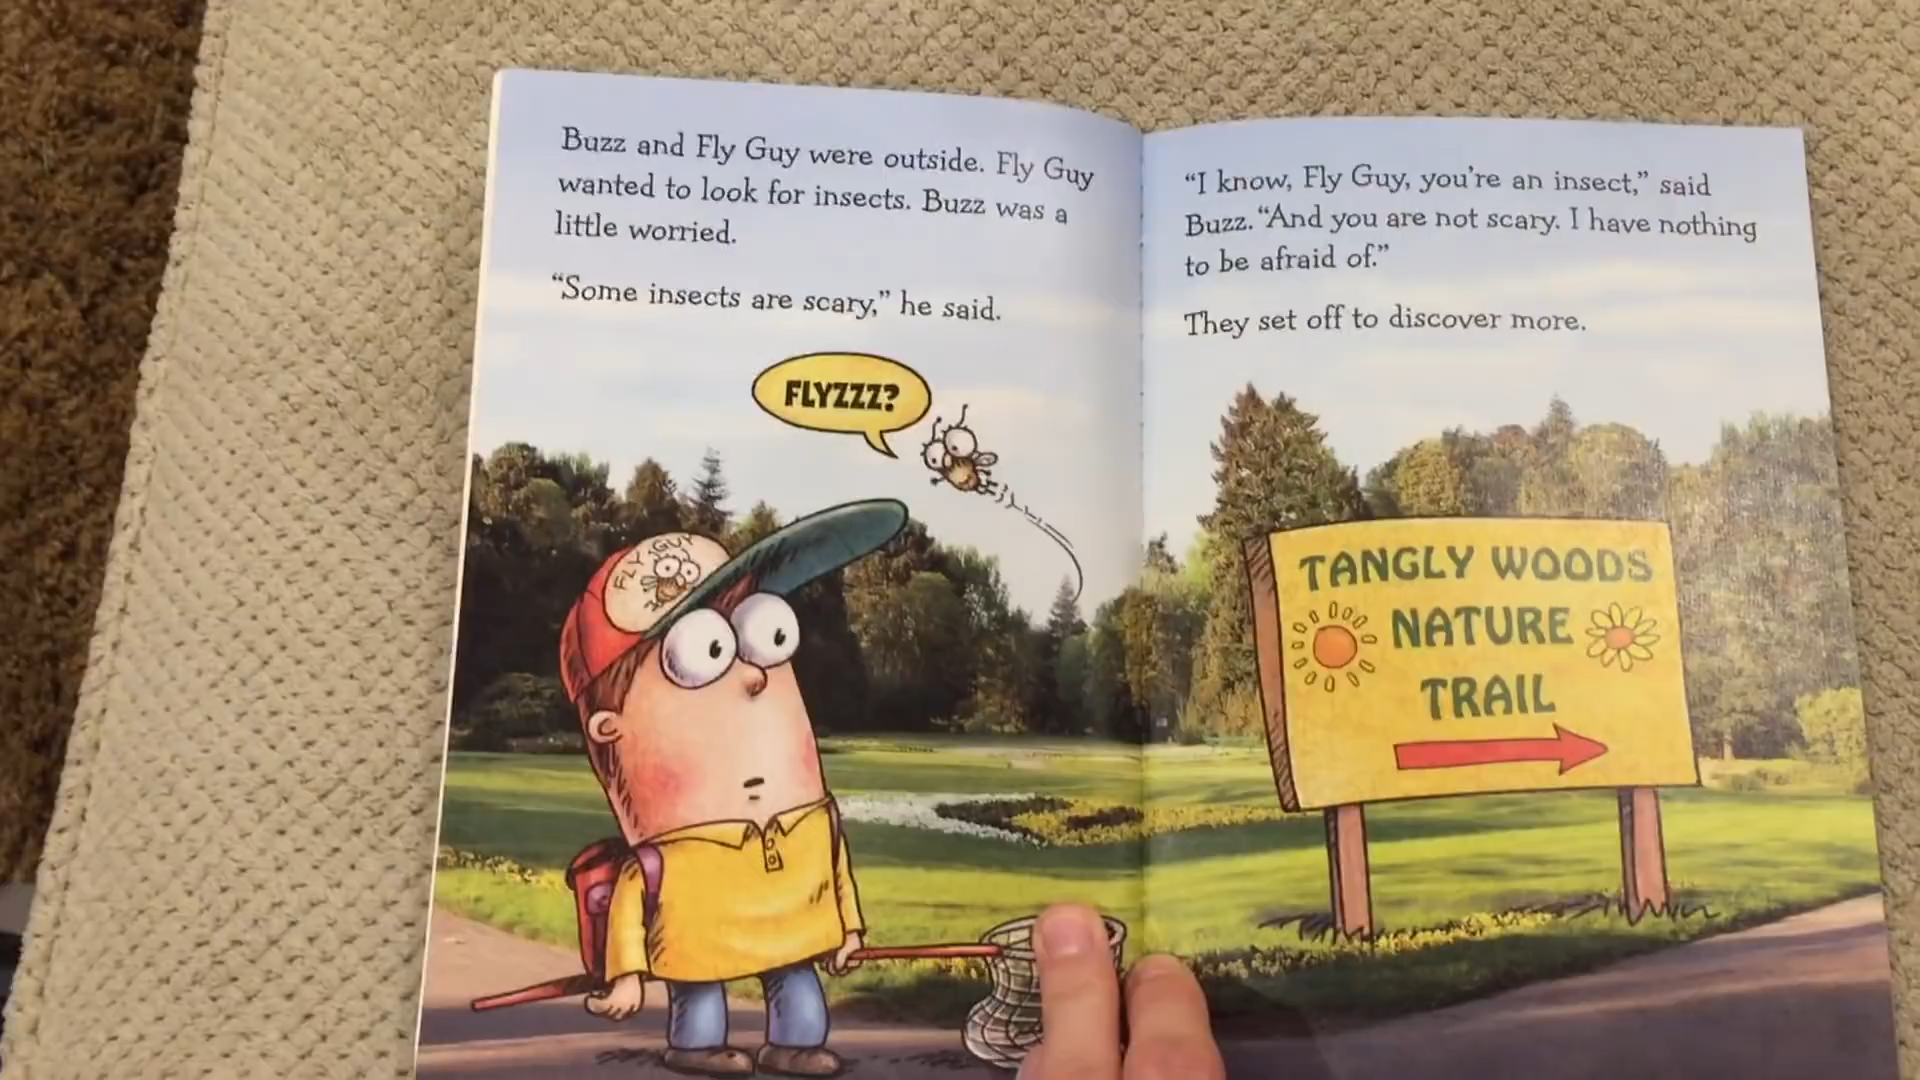 Buzz and Fly Guy were outside. Fly Guy
wanted to look for insects. Buzz was a
little worried.
“Some insects are scary,” he said.
FLYZZZ?
FLY GUY
“I know, Fly Guy, you’re an insect,” said
Buzz. “And you are not scary. I have nothing
to be afraid of.”
They set off to discover more.
TANGLY WOODS
NATURE
TRAIL